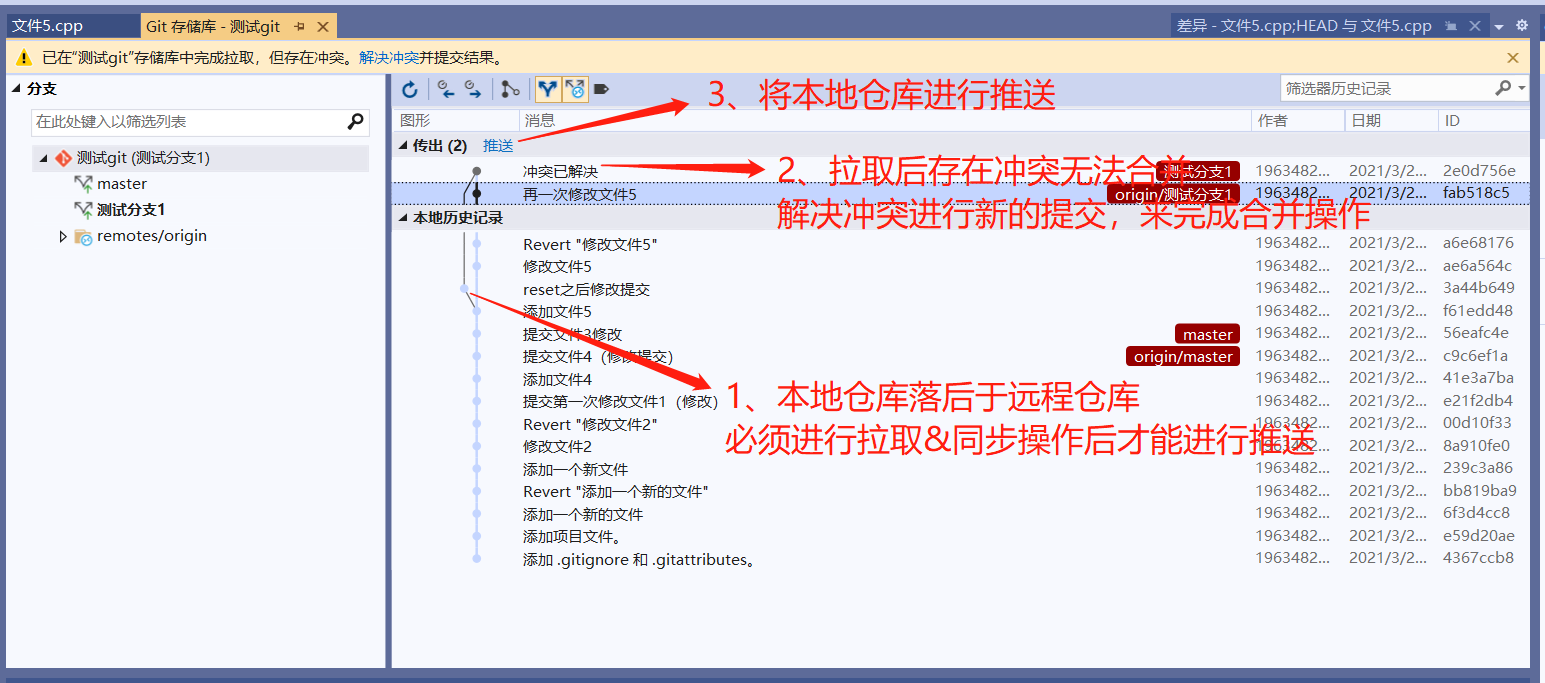 文件5.cpp
Git 存储库 - 测试git
差异 - 文件5.cpp;HEAD 与 文件5.cpp
已在“测试git”存储库中完成拉取，但存在冲突。解决冲突并提交结果。
分支
在此处键入以筛选列表
测试git (测试分支1)
master
测试分支1
remotes/origin
筛选器历史记录
3、将本地仓库进行推送
图形 消息 作者 日期 ID
传出 (2) 推送
冲突已解决 测试分支1 1963482... 2021/3/2... 2e0d756e
2、拉取后存在冲突无法合并
再一次修改文件5 origin/测试分支1 1963482... 2021/3/2... fab518c5
解决冲突进行新的提交，来完成合并操作
本地历史记录
Revert "修改文件5" 1963482... 2021/3/2... a6e68176
修改文件5 1963482... 2021/3/2... ae6a564c
reset之后修改提交 1963482... 2021/3/2... 3a44b649
添加文件5 1963482... 2021/3/2... f61edd48
提交文件3修改 master 1963482... 2021/3/2... 56eafc4e
提交文件4（修改提交） origin/master 1963482... 2021/3/2... c9c6ef1a
添加文件4 1963482... 2021/3/2... 41e3a7ba
提交第一次修改文件1（修改） 1963482... 2021/3/2... e21f2db4
1、本地仓库落后于远程仓库
Revert "修改文件2" 1963482... 2021/3/2... 00d10f33
必须进行拉取&同步操作后才能进行推送
修改文件2 1963482... 2021/3/2... 8a910fe0
添加一个新文件 1963482... 2021/3/2... 239c3a86
Revert "添加一个新的文件" 1963482... 2021/3/2... bb819ba9
添加一个新的文件 1963482... 2021/3/2... 6f3d4cc8
添加项目文件。 1963482... 2021/3/2... e59d20ae
添加 .gitignore 和 .gitattributes。 1963482... 2021/3/2... 4367ccb8